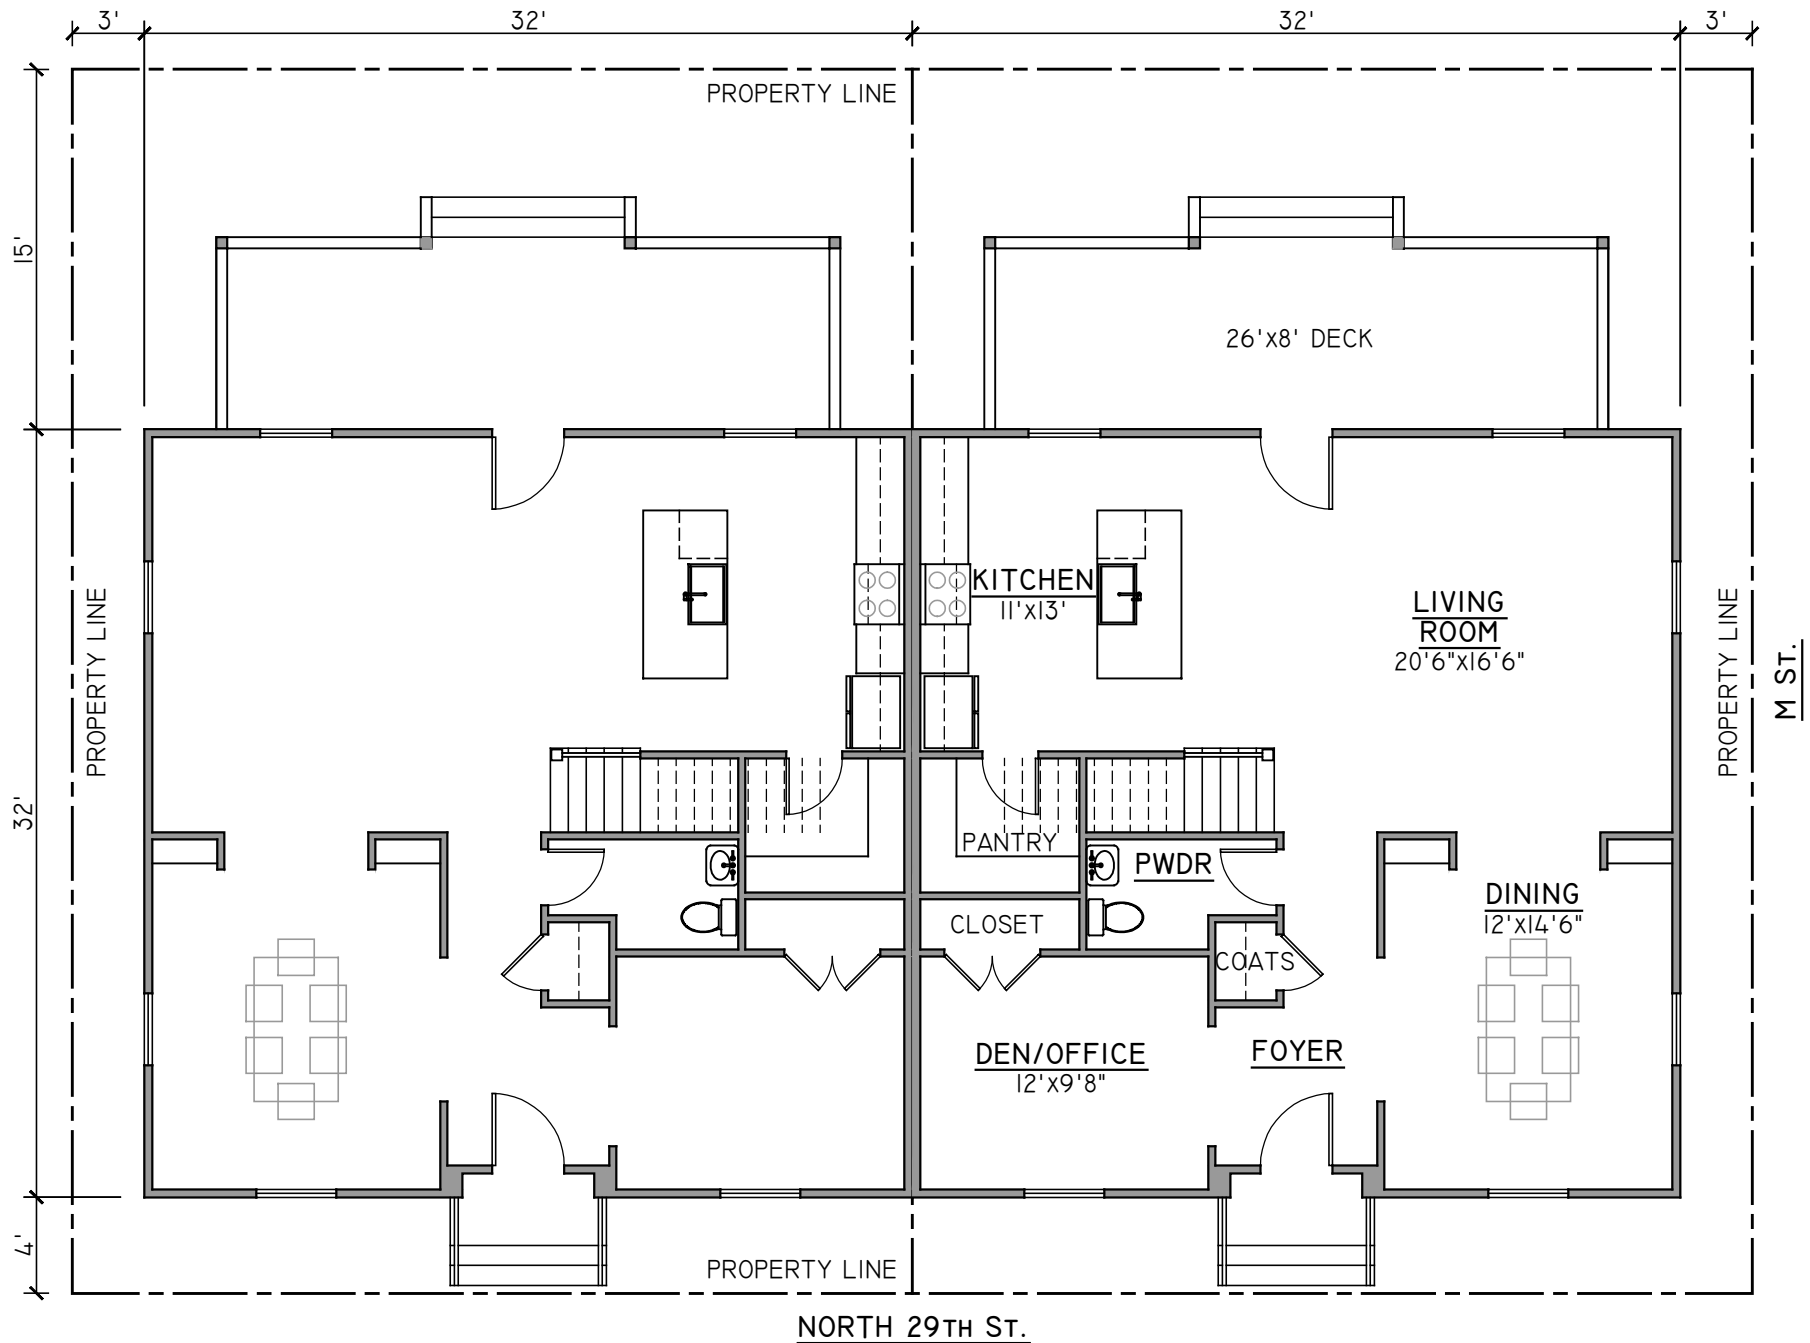 3'
32'
32'
3'
PROPERTY LINE
15'
26'x8' DECK
KITCHEN
11'x13'
LIVING
ROOM
20'6"x16'6"
PROPERTY LINE
PROPERTY LINE
M ST.
32'
PANTRY
PWDR
DINING
12'x14'6"
CLOSET
COATS
DEN/OFFICE
12'x9'8"
FOYER
4'
PROPERTY LINE
NORTH 29TH ST.